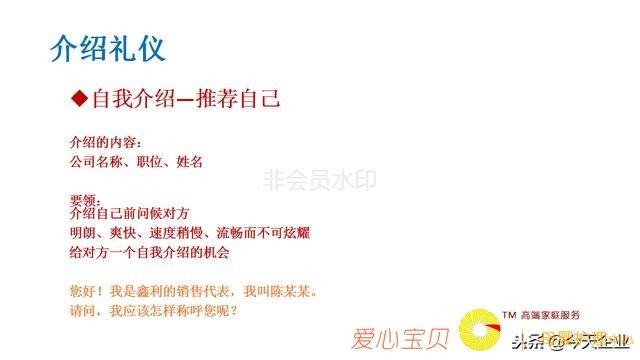 介绍礼仪
◆自我介绍—推荐自己
介绍的内容：
公司名称、职位、姓名
非会员水印
要领：
介绍自己前问候对方
明朗、爽快、速度稍慢、流畅而不可炫耀
给对方一个自我介绍的机会
您好！我是鑫利的销售代表，我叫陈某某。
请问，我应该怎样称呼您呢？
爱心宝贝
TM 高端家庭服务
头条@今天企业